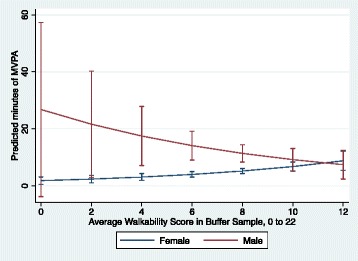 Predicted minutes of MVPA
60
40
20
0
0 2 4 6 8 10 12
Average Walkability Score in Buffer Sample, 0 to 22
Female Male